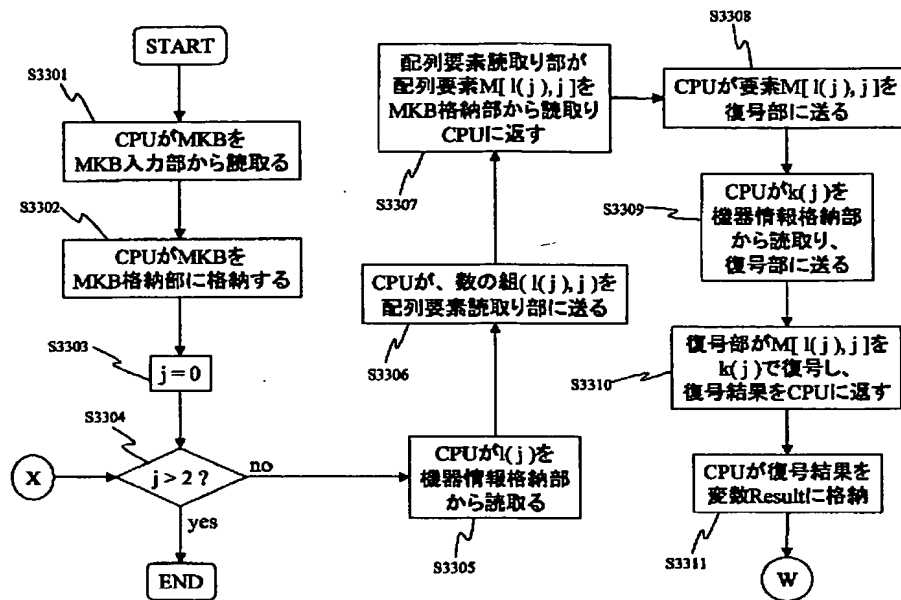 START
S3301
CPUがMKBを
MKB入力部から読取る
S3302
CPUがMKBを
MKB格納部に格納する
S3303
j = 0
S3304
X
j > 2 ?
no
yes
END
CPUがl( j )を
機器情報格納部
から読取る
S3305
CPUが、数の組( l( j ), j )を
配列要素読取り部に送る
S3306
配列要素読取り部が
配列要素M[ l( j ), j ]を
MKB格納部から読取り
CPUに返す
S3307
S3308
CPUが要素M[ l( j ), j ]を
復号部に送る
S3309
CPUがk( j )を
機器情報格納部
から読取り、
復号部に送る
S3310
復号部がM[ l( j ), j ]を
k( j )で復号し、
復号結果をCPUに返す
CPUが復号結果を
変数Resultに格納
S3311
W